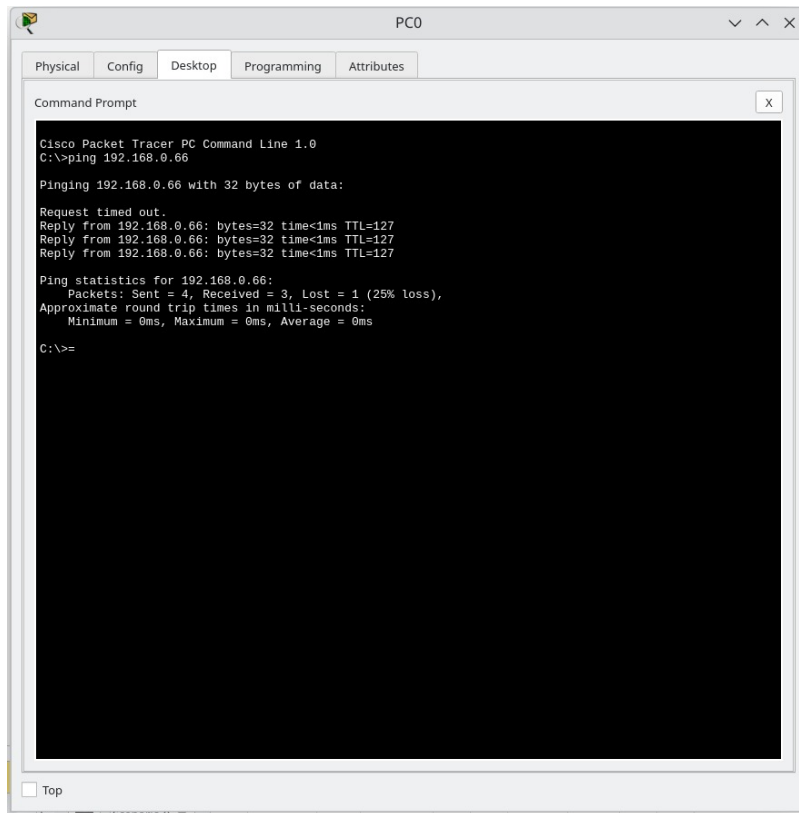 PC0
Physical Config Desktop Programming Attributes
Command Prompt X
Cisco Packet Tracer PC Command Line 1.0
C:\>ping 192.168.0.66
Pinging 192.168.0.66 with 32 bytes of data:
Request timed out.
Reply from 192.168.0.66: bytes=32 time<1ms TTL=127
Reply from 192.168.0.66: bytes=32 time<1ms TTL=127
Reply from 192.168.0.66: bytes=32 time<1ms TTL=127
Ping statistics for 192.168.0.66:
Packets: Sent = 4, Received = 3, Lost = 1 (25% loss),
Approximate round trip times in milli-seconds:
Minimum = 0ms, Maximum = 0ms, Average = 0ms
C:\>=
Top